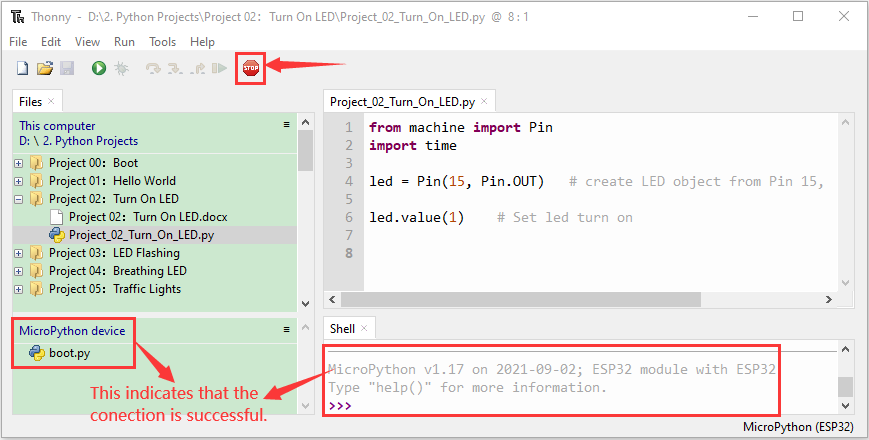 Thonny - D:\2. Python Projects\Project 02：Turn On LED\Project_02_Turn_On_LED.py @ 8 : 1
File Edit View Run Tools Help
STOP
Files ×
This computer
D: \ 2. Python Projects
Project 00：Boot
Project 01：Hello World
Project 02：Turn On LED
Project 02：Turn On LED.docx
Project_02_Turn_On_LED.py
Project 03：LED Flashing
Project 04：Breathing LED
Project 05：Traffic Lights
MicroPython device
boot.py
This indicates that the
conection is successful.
Project_02_Turn_On_LED.py ×
1 from machine import Pin
2 import time
3
4 led = Pin(15, Pin.OUT) # create LED object from Pin 15,
5
6 led.value(1) # Set led turn on
7
8
Shell ×
MicroPython v1.17 on 2021-09-02; ESP32 module with ESP32
Type "help()" for more information.
>>>
MicroPython (ESP32)